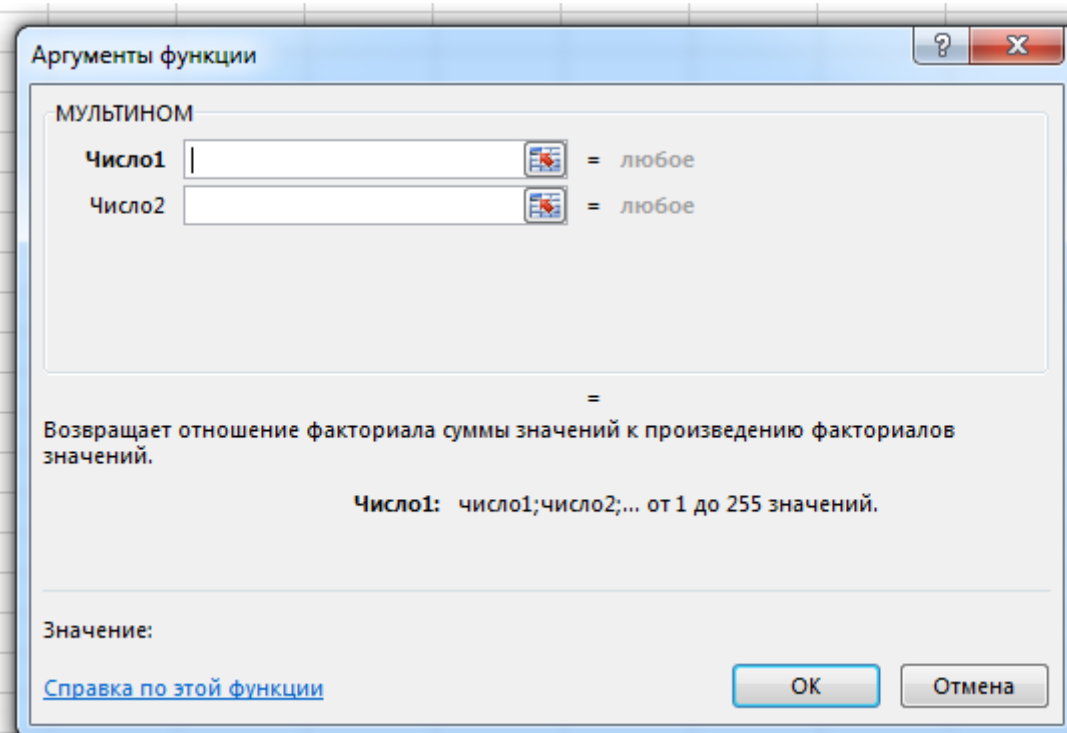 Аргументы функции
МУЛЬТИНОМ
Число1 = любое
Число2 = любое
=
Возвращает отношение факториала суммы значений к произведению факториалов
значений.
Число1: число1;число2;... от 1 до 255 значений.
Значение:
Справка по этой функции
ОК
Отмена